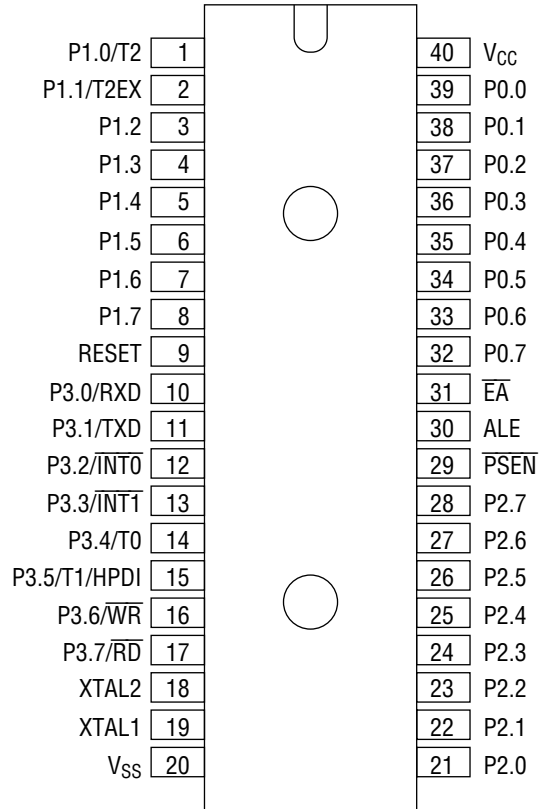 P1.0/T2 1 40 VCC
P1.1/T2EX 2 39 P0.0
P1.2 3 38 P0.1
P1.3 4 37 P0.2
P1.4 5 36 P0.3
P1.5 6 35 P0.4
P1.6 7 34 P0.5
P1.7 8 33 P0.6
RESET 9 32 P0.7
P3.0/RXD 10 31 E̅A̅
P3.1/TXD 11 30 ALE
P3.2/I̅N̅T̅0̅ 12 29 P̅S̅E̅N̅
P3.3/I̅N̅T̅1̅ 13 28 P2.7
P3.4/T0 14 27 P2.6
P3.5/T1/HPDI 15 26 P2.5
P3.6/W̅R̅ 16 25 P2.4
P3.7/R̅D̅ 17 24 P2.3
XTAL2 18 23 P2.2
XTAL1 19 22 P2.1
VSS 20 21 P2.0